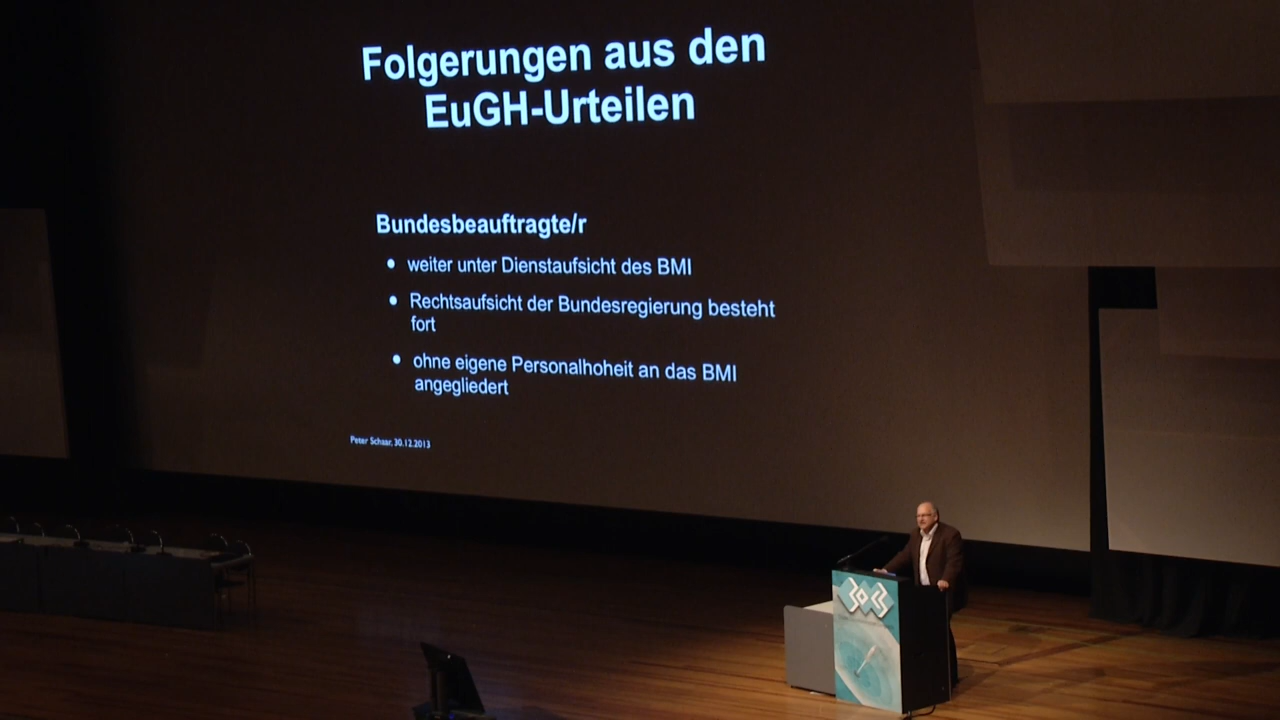 Folgerungen aus den
EuGH-Urteilen
Bundesbeauftragte/r
weiter unter Dienstaufsicht des BMI
Rechtsaufsicht der Bundesregierung besteht
fort
ohne eigene Personalhoheit an das BMI
angegliedert
Peter Schaar, 30.12.2013
30C3